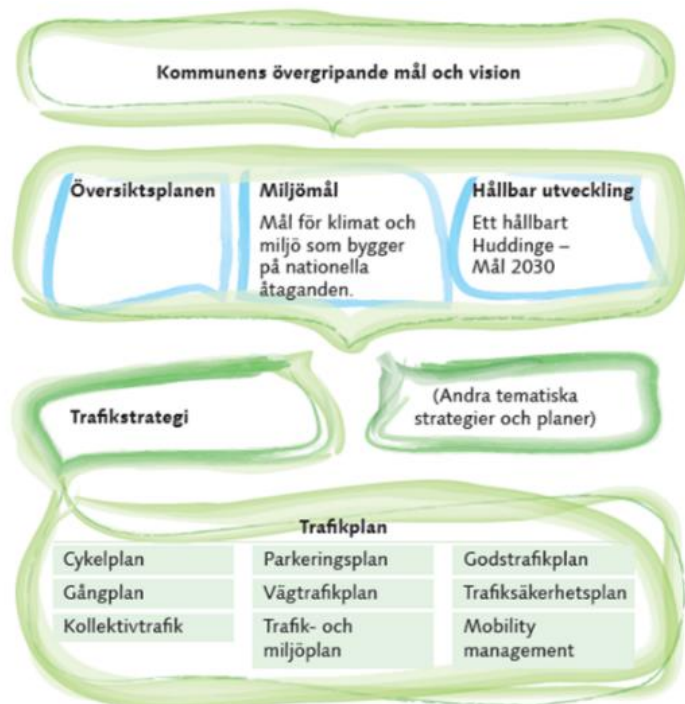 Kommunens övergripande mål och vision
Översiktsplanen
Miljömål
Mål för klimat och
miljö som bygger
på nationella
åtaganden.
Hållbar utveckling
Ett hållbart
Huddinge –
Mål 2030
Trafikstrategi
(Andra tematiska
strategier och planer)
Trafikplan
Cykelplan
Parkeringsplan
Godstrafikplan
Gångplan
Vägtrafikplan
Trafiksäkerhetsplan
Kollektivtrafik
Trafik- och
miljöplan
Mobility
management